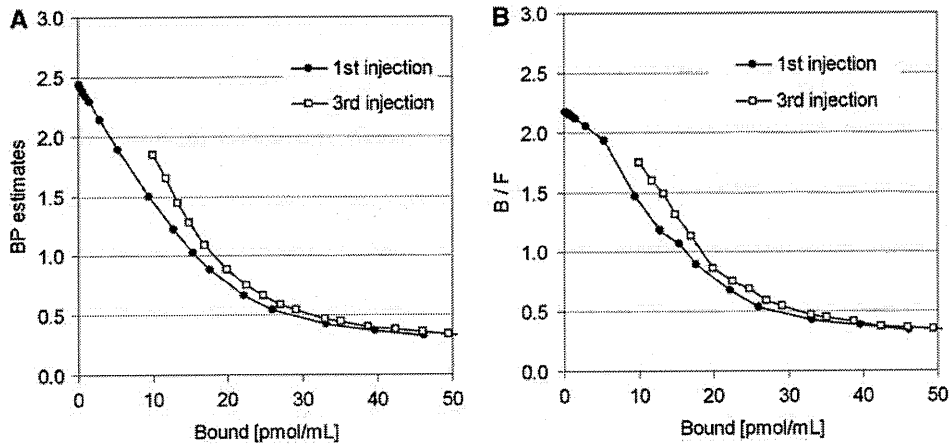 A
3.0
2.5
2.0
1.5
1.0
0.5
0.0
BP estimates
1st injection
3rd injection
0 10 20 30 40 50
Bound [pmol/mL]
B
3.0
2.5
2.0
1.5
1.0
0.5
0.0
B / F
1st injection
3rd injection
0 10 20 30 40 50
Bound [pmol/mL]